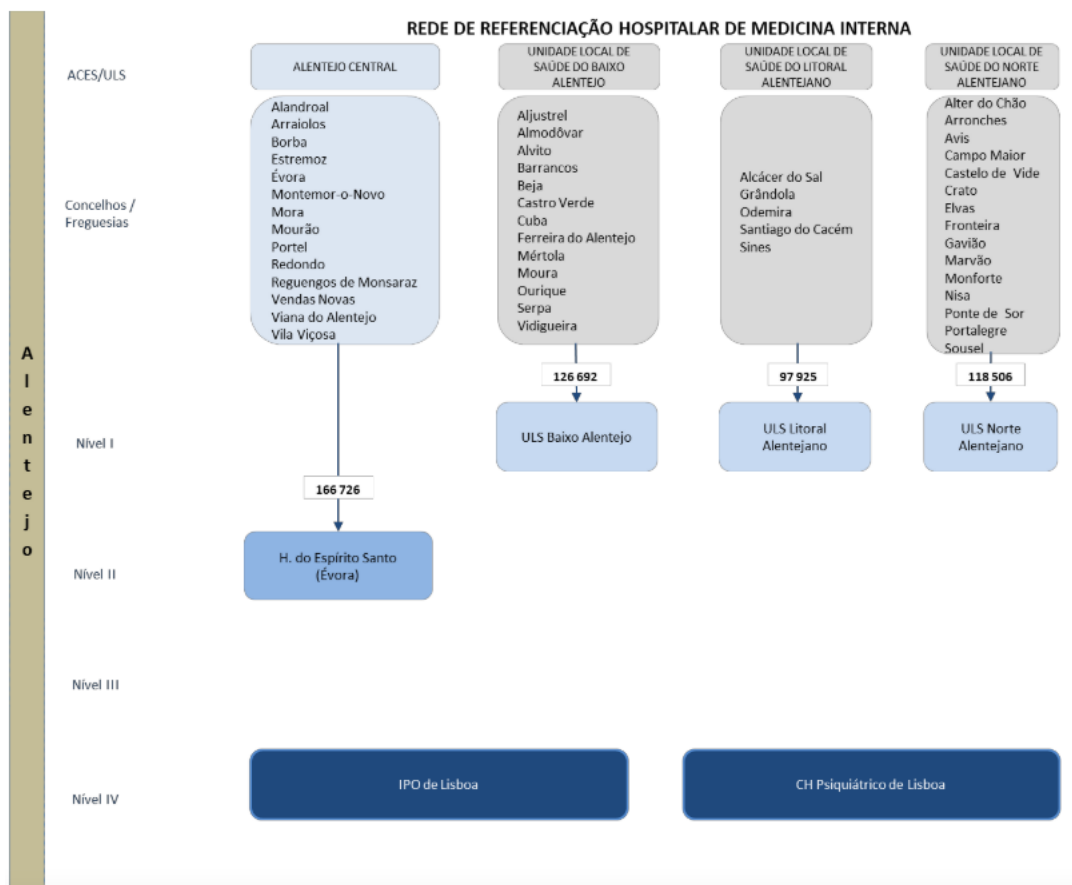 REDE DE REFERENCIAÇÃO HOSPITALAR DE MEDICINA INTERNA
ACES/ULS
ALENTEJO CENTRAL
UNIDADE LOCAL DE
SAÚDE DO BAIXO
ALENTEJO
UNIDADE LOCAL DE
SAÚDE DO LITORAL
ALENTEJANO
UNIDADE LOCAL DE
SAÚDE DO NORTE
ALENTEJANO
Concelhos /
Freguesias
Alandroal
Arraiolos
Borba
Estremoz
Évora
Montemor-o-Novo
Mora
Mourão
Portel
Redondo
Reguengos de Monsaraz
Vendas Novas
Viana do Alentejo
Vila Viçosa
Aljustrel
Almodôvar
Alvito
Barrancos
Beja
Castro Verde
Cuba
Ferreira do Alentejo
Mértola
Moura
Ourique
Serpa
Vidigueira
Alcácer do Sal
Grândola
Odemira
Santiago do Cacém
Sines
Alter do Chão
Arronches
Avis
Campo Maior
Castelo de Vide
Crato
Elvas
Fronteira
Gavião
Marvão
Monforte
Nisa
Ponte de Sor
Portalegre
Sousel
126 692
97 925
118 506
Alentejo
Nível I
ULS Baixo Alentejo
ULS Litoral
Alentejano
ULS Norte
Alentejano
166 726
Nível II
H. do Espírito Santo
(Évora)
Nível III
Nível IV
IPO de Lisboa
CH Psiquiátrico de Lisboa